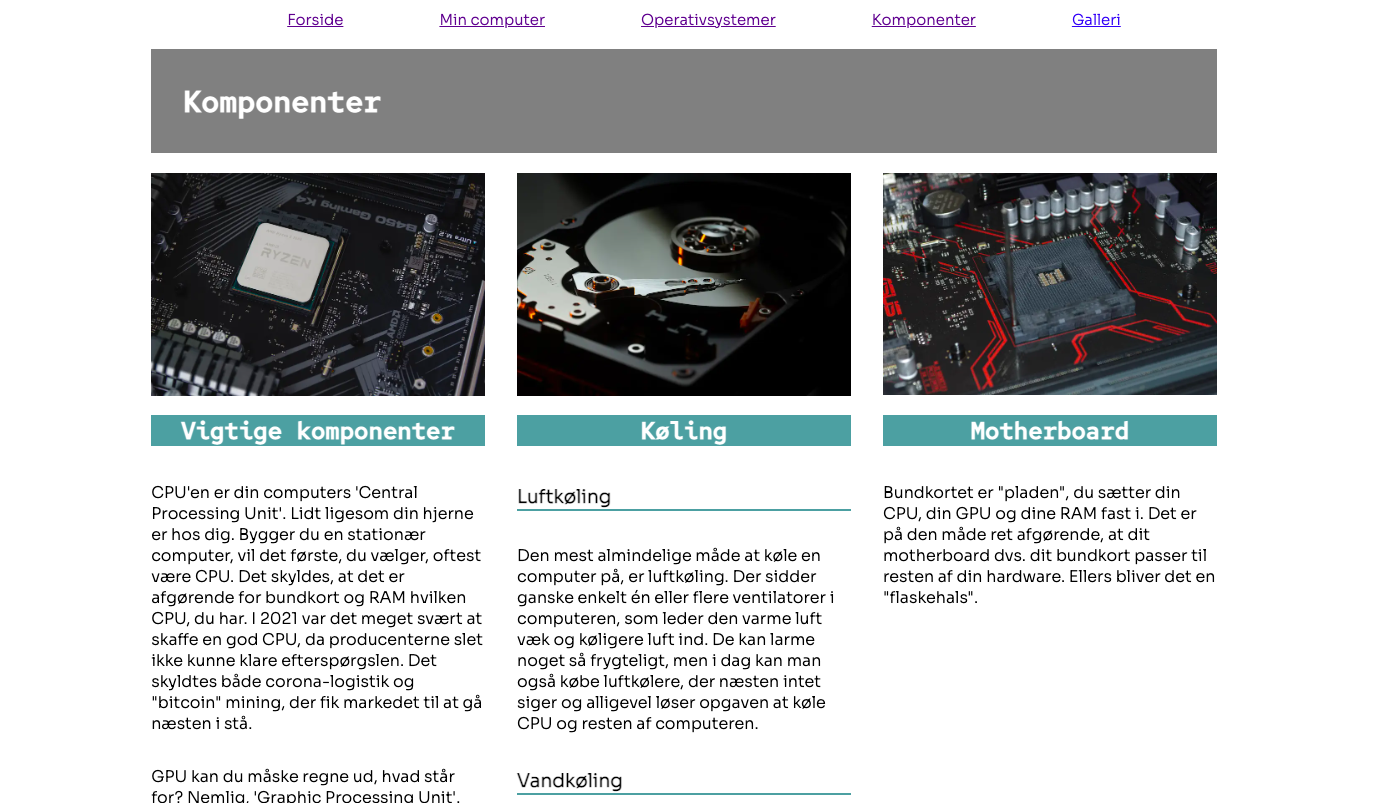 Forside Min computer Operativsystemer Komponenter Galleri
Komponenter
B450 Gaming K4
Ultra M.2
RYZEN
Vigtige komponenter
CPU'en er din computers 'Central
Processing Unit'. Lidt ligesom din hjerne
er hos dig. Bygger du en stationær
computer, vil det første, du vælger, oftest
være CPU. Det skyldes, at det er
afgørende for bundkort og RAM hvilken
CPU, du har. I 2021 var det meget svært at
skaffe en god CPU, da producenterne slet
ikke kunne klare efterspørgslen. Det
skyldtes både corona-logistik og
"bitcoin" mining, der fik markedet til at gå
næsten i stå.
GPU kan du måske regne ud, hvad står
for? Nemlig, 'Graphic Processing Unit'.
Køling
Luftkøling
Den mest almindelige måde at køle en
computer på, er luftkøling. Der sidder
ganske enkelt én eller flere ventilatorer i
computeren, som leder den varme luft
væk og køligere luft ind. De kan larme
noget så frygteligt, men i dag kan man
også købe luftkølere, der næsten intet
siger og alligevel løser opgaven at køle
CPU og resten af computeren.
Vandkøling
Motherboard
Bundkortet er "pladen", du sætter din
CPU, din GPU og dine RAM fast i. Det er
på den måde ret afgørende, at dit
motherboard dvs. dit bundkort passer til
resten af din hardware. Ellers bliver det en
"flaskehals".